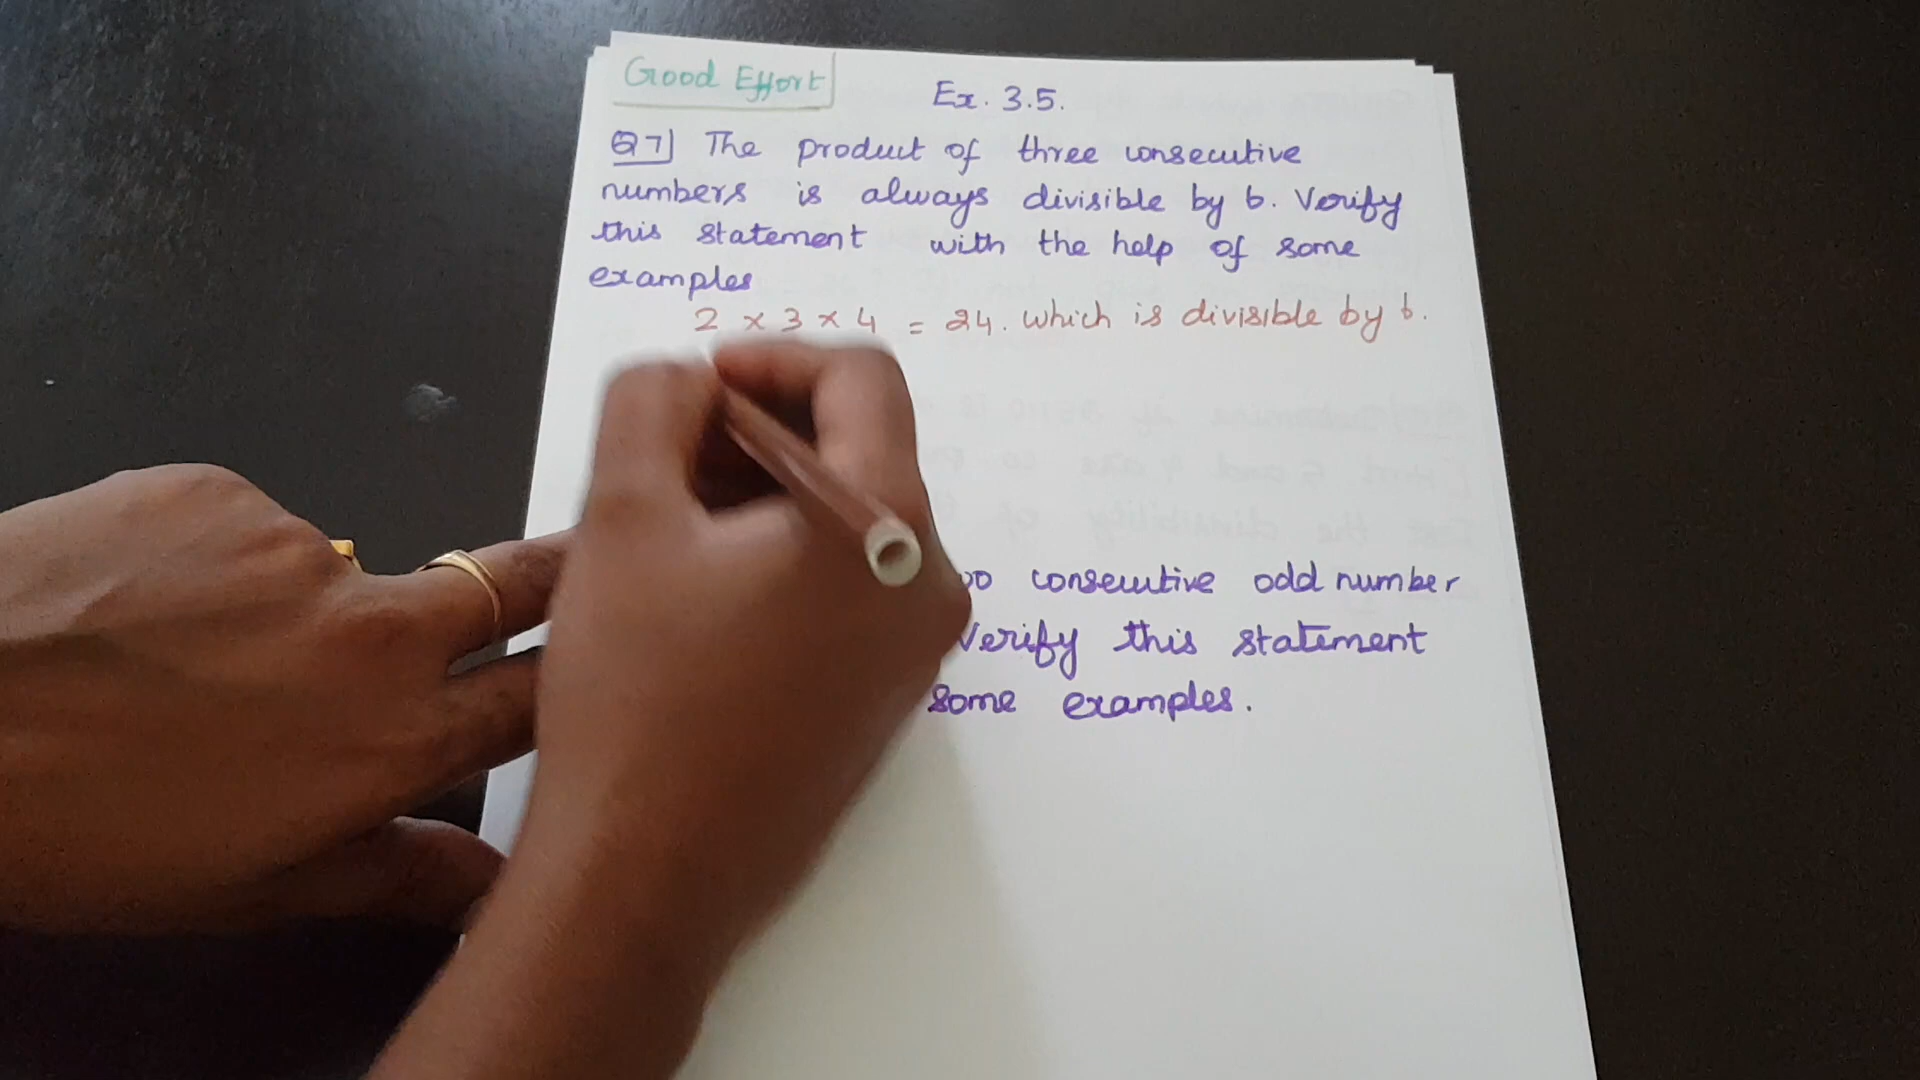 Good Effort
Ex. 3.5.
Q7] The product of three consecutive
numbers is always divisible by 6. Verify
this statement with the help of some
examples
2 × 3 × 4 = 24. Which is divisible by 6.
consecutive odd number
Verify this statement
some examples.